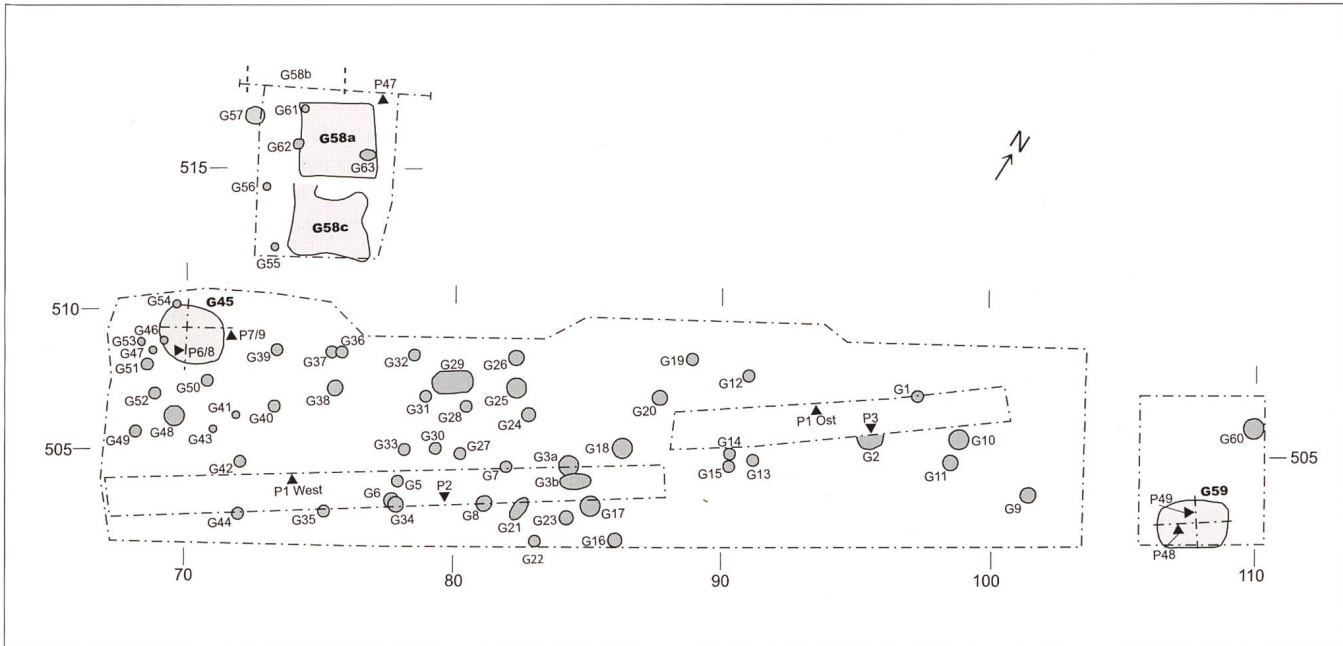 G58b
P47
G57
G61
G58a
G62
G63
N
515
G56
G58c
G55
510
G54
G45
G46
G53
G47
P7/9
P6/8
G51
G39
G37
G36
G32
G29
G26
G19
G12
G52
G50
G38
G31
G28
G25
G20
G1
G48
G41
G40
G24
P1 Ost
P3
G49
G43
G60
505
G33
G30
G27
G18
G14
G10
505
G42
G7
G3a
G15
G13
G2
G11
P1 West
G5
P2
G3b
G9
P49
G59
G6
G44
G35
G34
G8
G21
G23
G17
P48
G22
G16
70
80
90
100
110